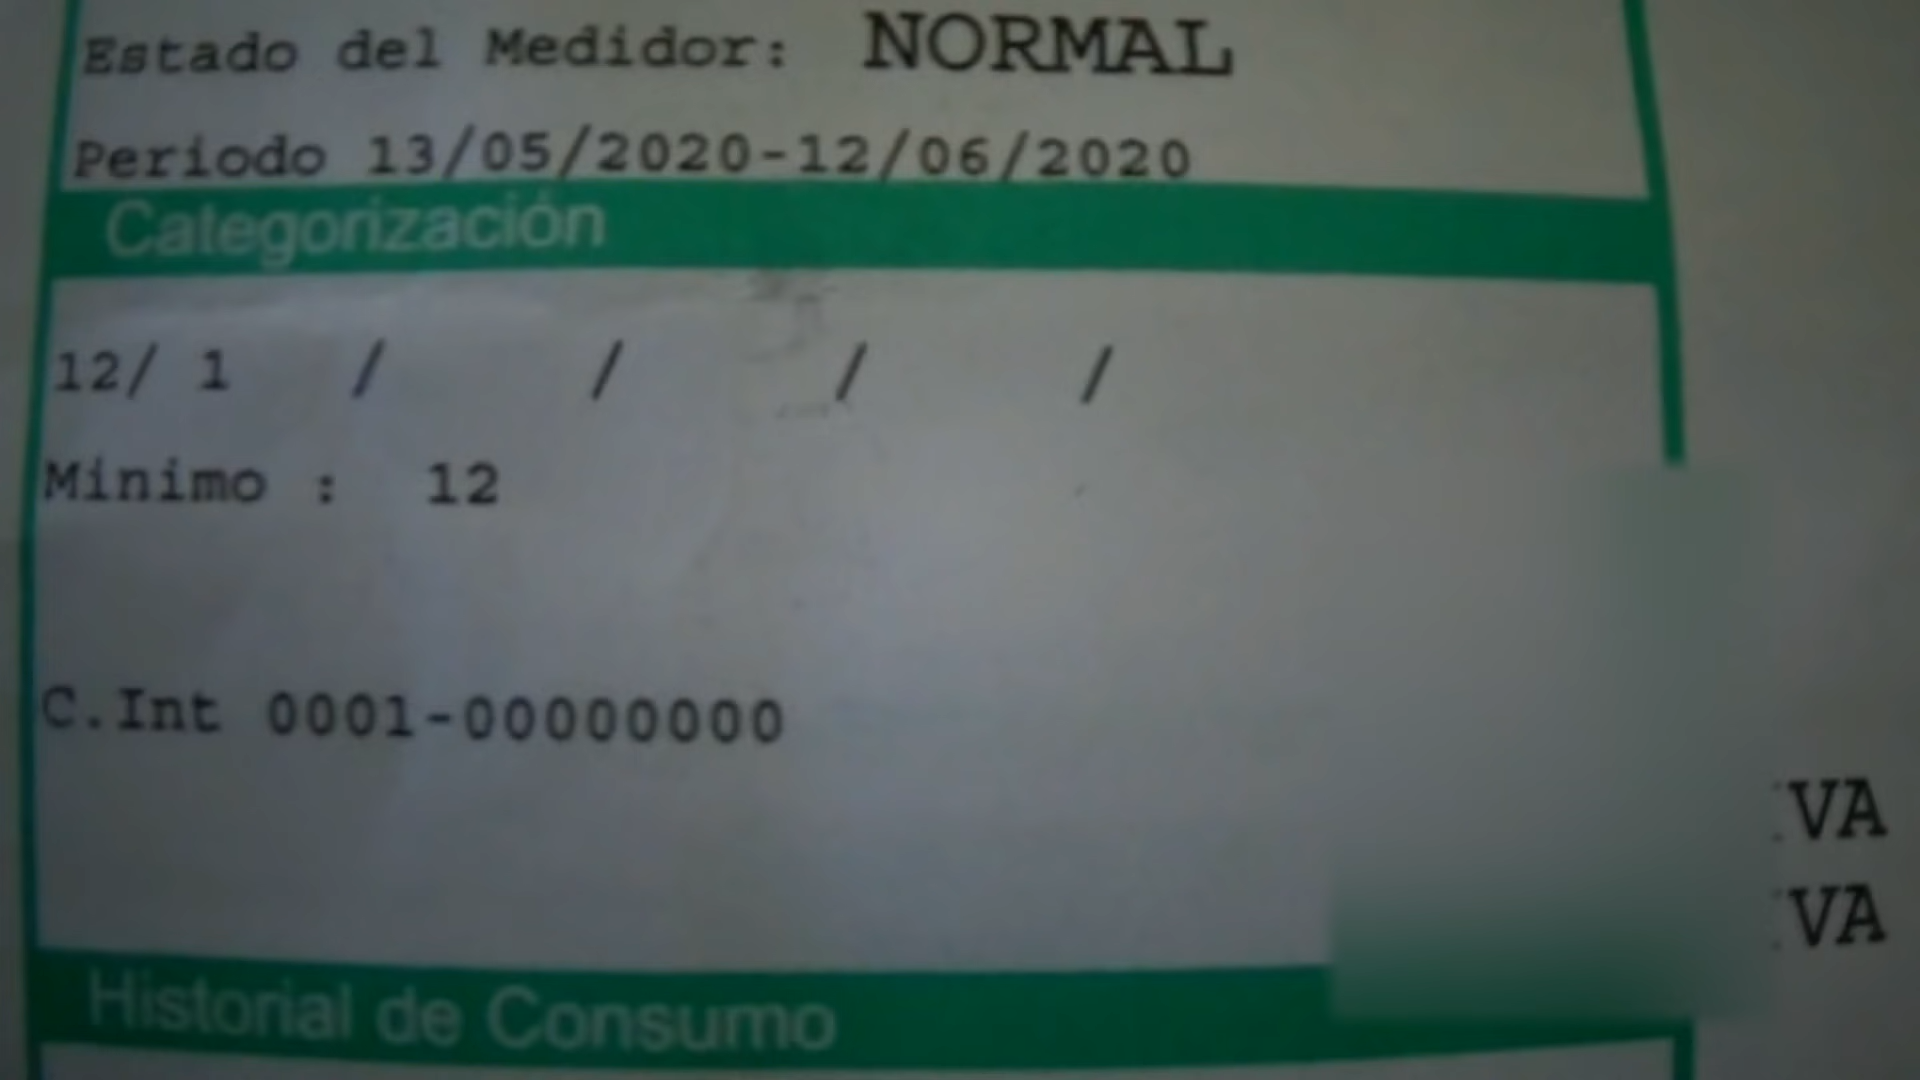 Estado del Medidor: NORMAL
Periodo 13/05/2020-12/06/2020
Categorización
12/ 1 / / / /
Minimo : 12
C.Int 0001-00000000
VA
VA
Historial de Consumo